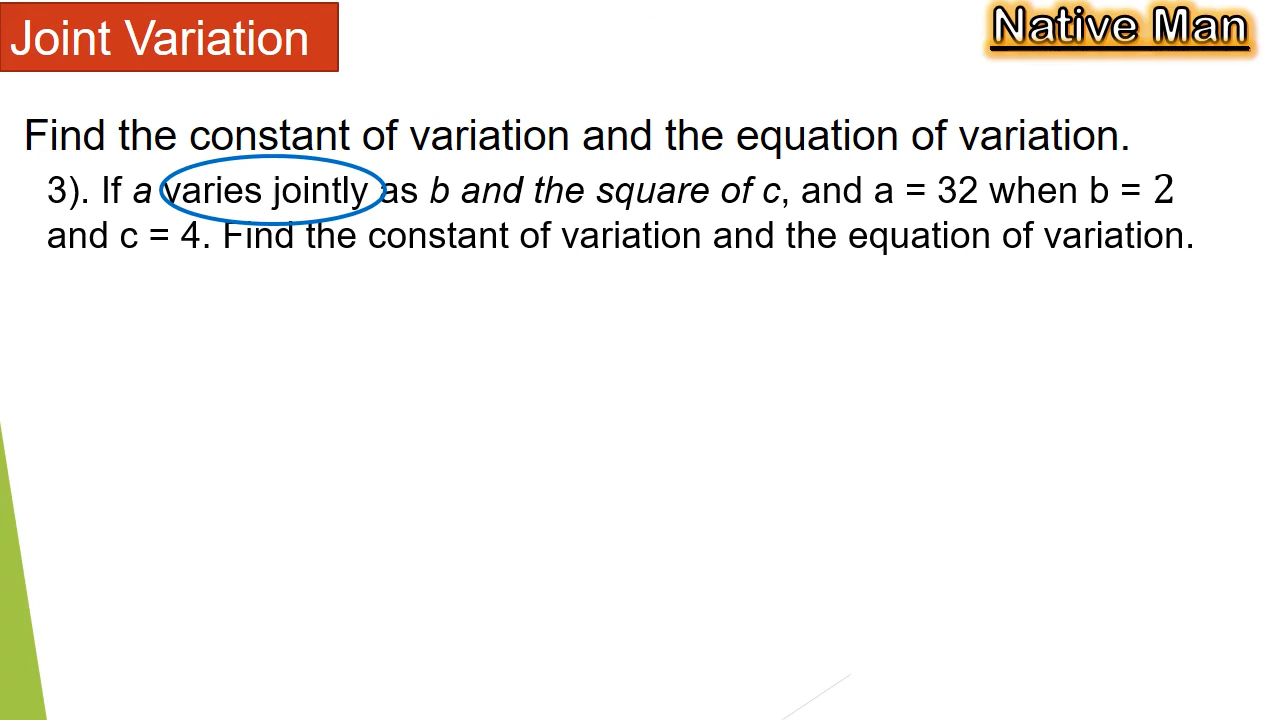 Joint Variation
Native Man
Find the constant of variation and the equation of variation.
3). If a varies jointly as b and the square of c, and a = 32 when b = 2
and c = 4. Find the constant of variation and the equation of variation.